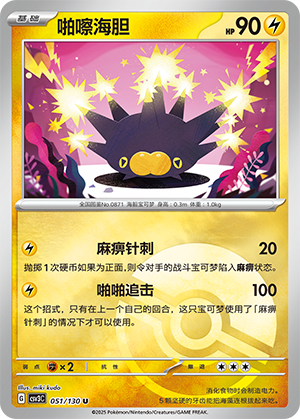 基础
啪嚓海胆
HP 90
全国图鉴No.0871 海胆宝可梦 身高：0.3m 体重：1.0kg
麻痹针刺 20
抛掷1次硬币如果为正面，则令对手的战斗宝可梦陷入麻痹状态。
啪啪追击 100
这个招式，只有在上一个自己的回合，这只宝可梦使用了「麻痹针刺」的情况下才可以使用。
弱点 ×2 抗性 撤退
Illus. miki kudo
G CSV3C 051/130 U
消化食物时会制造电力。
5颗坚硬的牙齿能把海藻连根拔起来。
©2025 Pokémon/Nintendo/Creatures/GAME FREAK.